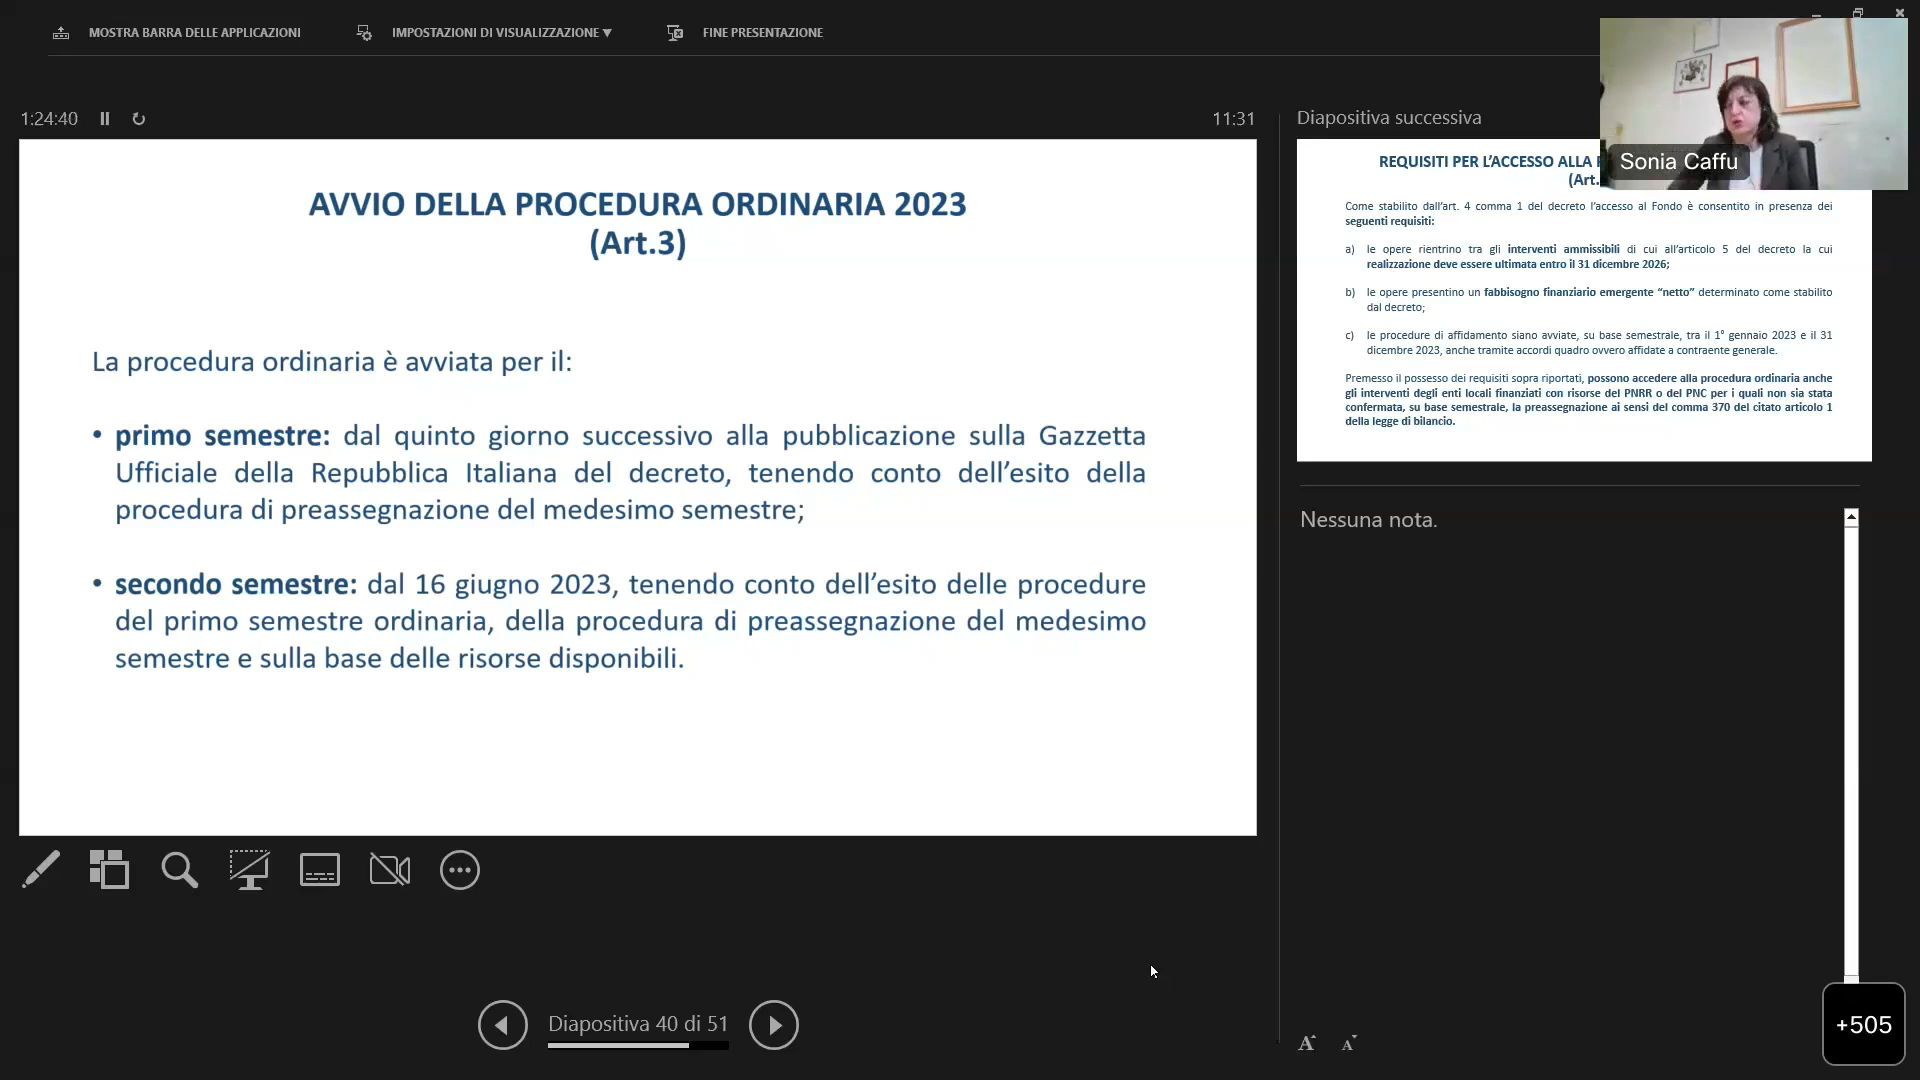 MOSTRA BARRA DELLE APPLICAZIONI
IMPOSTAZIONI DI VISUALIZZAZIONE ▼
FINE PRESENTAZIONE
1:24:40
11:31
AVVIO DELLA PROCEDURA ORDINARIA 2023
(Art.3)
La procedura ordinaria è avviata per il:
• primo semestre: dal quinto giorno successivo alla pubblicazione sulla Gazzetta
Ufficiale della Repubblica Italiana del decreto, tenendo conto dell’esito della
procedura di preassegnazione del medesimo semestre;
• secondo semestre: dal 16 giugno 2023, tenendo conto dell’esito delle procedure
del primo semestre ordinaria, della procedura di preassegnazione del medesimo
semestre e sulla base delle risorse disponibili.
Diapositiva 40 di 51
Diapositiva successiva
Sonia Caffu
REQUISITI PER L’ACCESSO ALLA
(Art.
Come stabilito dall’art. 4 comma 1 del decreto l’accesso al Fondo è consentito in presenza dei
seguenti requisiti:
a) le opere rientrino tra gli interventi ammissibili di cui all’articolo 5 del decreto la cui
realizzazione deve essere ultimata entro il 31 dicembre 2026;
b) le opere presentino un fabbisogno finanziario emergente “netto” determinato come stabilito
dal decreto;
c) le procedure di affidamento siano avviate, su base semestrale, tra il 1° gennaio 2023 e il 31
dicembre 2023, anche tramite accordi quadro ovvero affidate a contraente generale.
Premesso il possesso dei requisiti sopra riportati, possono accedere alla procedura ordinaria anche
gli interventi degli enti locali finanziati con risorse del PNRR o del PNC per i quali non sia stata
confermata, su base semestrale, la preassegnazione ai sensi del comma 370 del citato articolo 1
della legge di bilancio.
Nessuna nota.
A A
+505